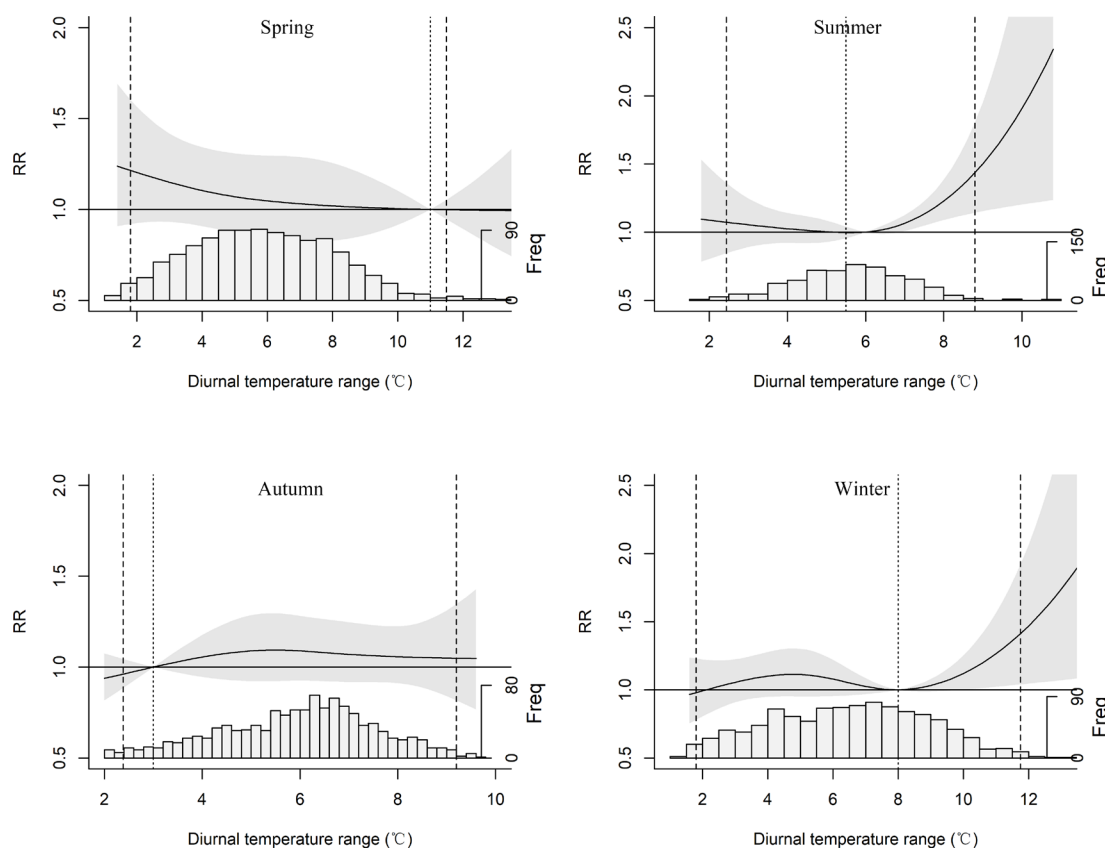 Spring
RR
2.0
1.5
1.0
0.5
90
0
Freq
2 4 6 8 10 12
Diurnal temperature range (℃)
Summer
RR
2.5
2.0
1.5
1.0
0.5
150
0
Freq
2 4 6 8 10
Diurnal temperature range (℃)
Autumn
RR
2.0
1.5
1.0
0.5
80
0
Freq
2 4 6 8 10
Diurnal temperature range (℃)
Winter
RR
2.5
2.0
1.5
1.0
0.5
90
0
Freq
2 4 6 8 10 12
Diurnal temperature range (℃)